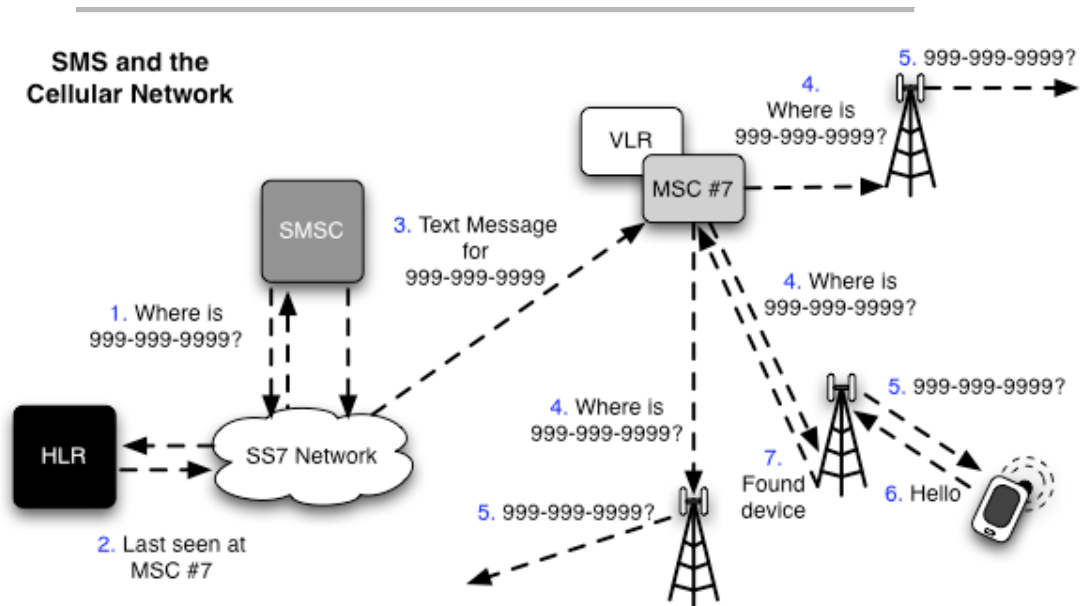 SMS and the
Cellular Network
5. 999-999-9999?
4.
Where is
999-999-9999?
VLR
MSC #7
SMSC
3. Text Message
for
999-999-9999
1. Where is
999-999-9999?
4. Where is
999-999-9999?
HLR
SS7 Network
4. Where is
999-999-9999?
5. 999-999-9999?
7.
Found
device
6. Hello
5. 999-999-9999?
2. Last seen at
MSC #7